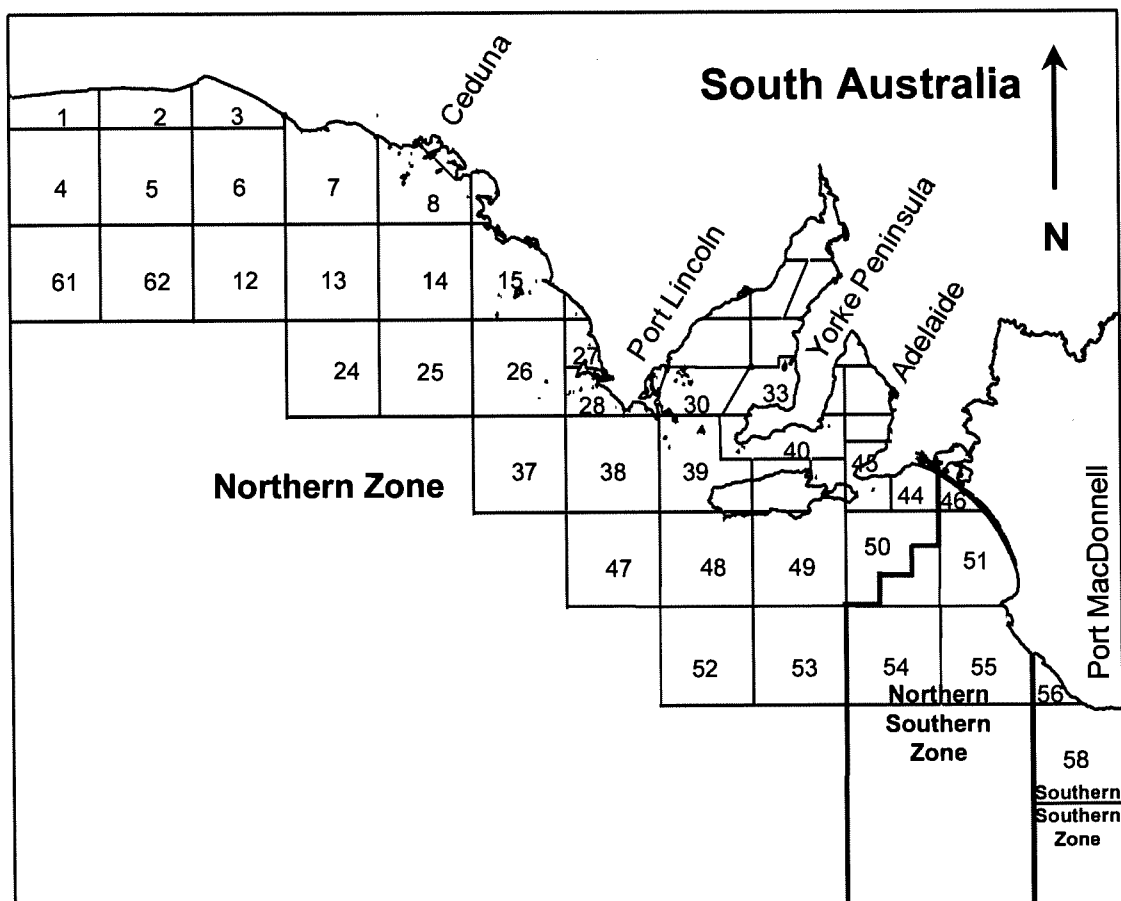 South Australia
N
Ceduna
Port Lincoln
Yorke Peninsula
Adelaide
Port MacDonnell
1 2 3
4 5 6 7 8
61 62 12 13 14 15
24 25 26 27
28 30 33
Northern Zone
37 38 39 40 45
44 46
47 48 49 50 51
52 53 54 55 56
Northern
Southern
Zone
58
Southern
Southern
Zone